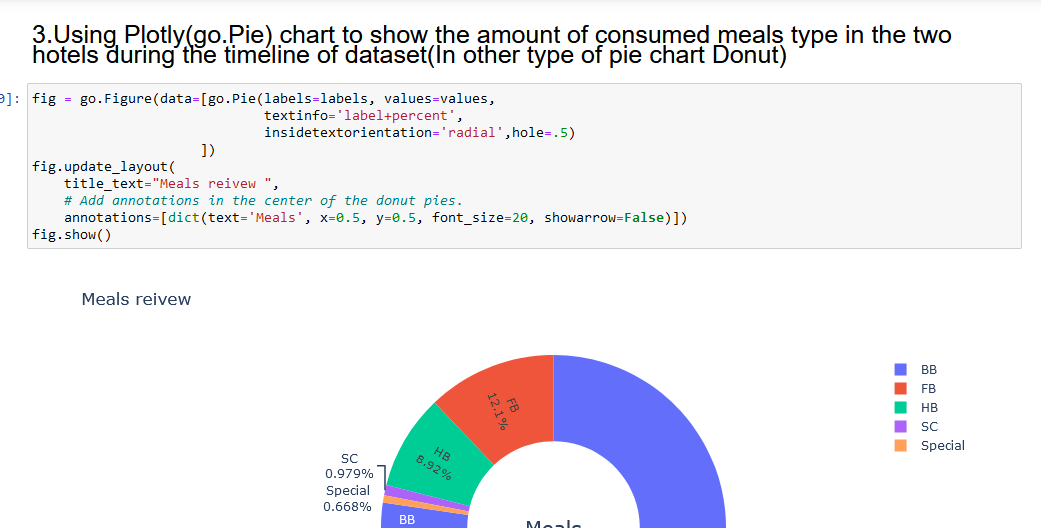 3.Using Plotly(go.Pie) chart to show the amount of consumed meals type in the two
hotels during the timeline of dataset(In other type of pie chart Donut)
]: fig = go.Figure(data=[go.Pie(labels=labels, values=values,
textinfo='label+percent',
insidetextorientation='radial',hole=.5)
])
fig.update_layout(
title_text="Meals reivew ",
# Add annotations in the center of the donut pies.
annotations=[dict(text='Meals', x=0.5, y=0.5, font_size=20, showarrow=False)])
fig.show()
Meals reivew
BB
FB
HB
SC
Special
FB
12.1%
HB
8.92%
SC
0.979%
Special
0.668%
BB
Meals